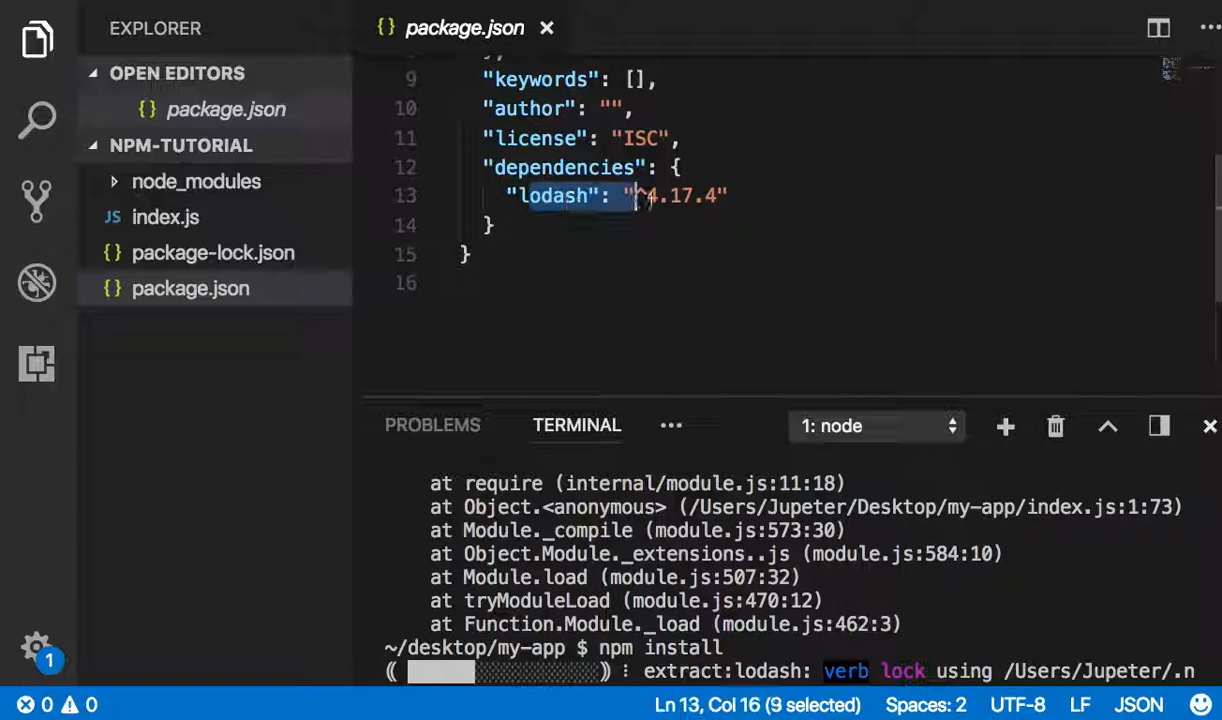 EXPLORER
OPEN EDITORS
{} package.json
NPM-TUTORIAL
node_modules
JS index.js
{} package-lock.json
{} package.json
1
{} package.json ×
9 "keywords": [],
10 "author": "",
11 "license": "ISC",
12 "dependencies": {
13 "lodash": "^4.17.4"
14 }
15 }
16
PROBLEMS TERMINAL ••• 1: node
at require (internal/module.js:11:18)
at Object.<anonymous> (/Users/Jupeter/Desktop/my-app/index.js:1:73)
at Module._compile (module.js:573:30)
at Object.Module._extensions..js (module.js:584:10)
at Module.load (module.js:507:32)
at tryModuleLoad (module.js:470:12)
at Function.Module._load (module.js:462:3)
~/desktop/my-app $ npm install
extract:lodash: verb lock using /Users/Jupeter/.n
0 0 Ln 13, Col 16 (9 selected) Spaces: 2 UTF-8 LF JSON